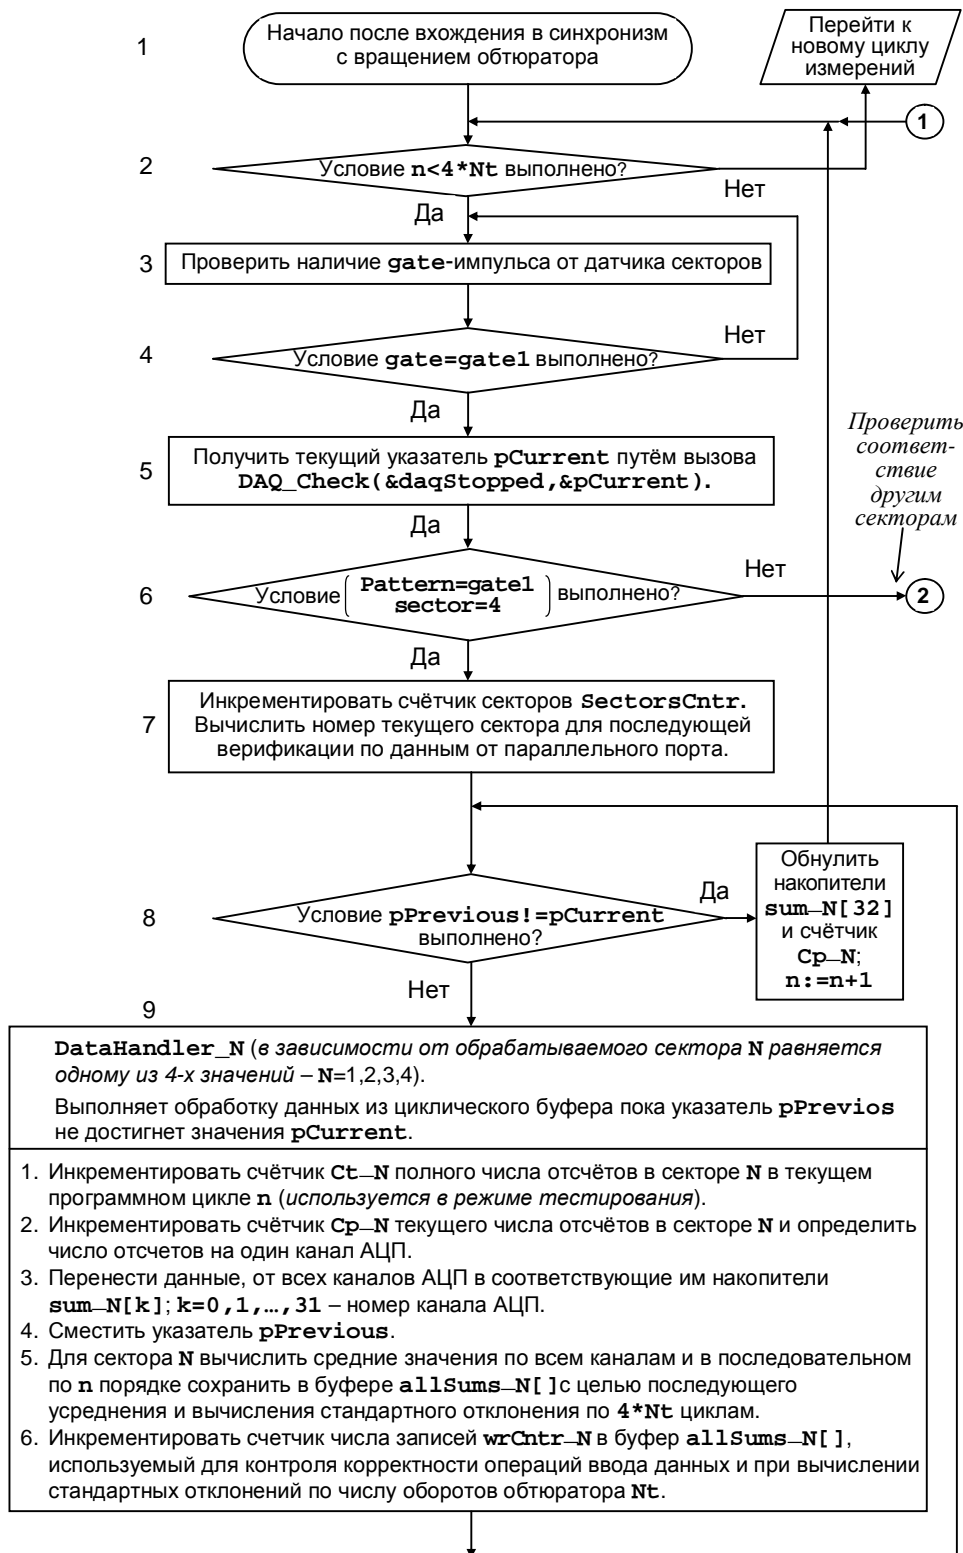 1
Начало после вхождения в синхронизм
с вращением обтюратора
Перейти к
новому циклу
измерений
1
2
Условие n<4*Nt выполнено?
Нет
Да
3
Проверить наличие gate-импульса от датчика секторов
4
Условие gate=gate1 выполнено?
Нет
Да
5
Получить текущий указатель pCurrent путём вызова
DAQ_Check(&daqStopped,&pCurrent).
Проверить
соответ-
ствие
другим
секторам
Да
6
Условие ( Pattern=gate1
sector=4 ) выполнено?
Нет
2
Да
7
Инкрементировать счётчик секторов SectorsCntr.
Вычислить номер текущего сектора для последующей
верификации по данным от параллельного порта.
8
Условие pPrevious!=pCurrent
выполнено?
Да
Обнулить
накопители
sum_N[32]
и счётчик
Cp_N;
n:=n+1
Нет
9
DataHandler_N (в зависимости от обрабатываемого сектора N равняется
одному из 4-х значений – N=1,2,3,4).
Выполняет обработку данных из циклического буфера пока указатель pPrevios
не достигнет значения pCurrent.
1. Инкрементировать счётчик Ct_N полного числа отсчётов в секторе N в текущем
программном цикле n (используется в режиме тестирования).
2. Инкрементировать счётчик Cp_N текущего числа отсчётов в секторе N и определить
число отсчетов на один канал АЦП.
3. Перенести данные, от всех каналов АЦП в соответствующие им накопители
sum_N[k]; k=0,1,…,31 – номер канала АЦП.
4. Сместить указатель pPrevious.
5. Для сектора N вычислить средние значения по всем каналам и в последовательном
по n порядке сохранить в буфере allSums_N[]с целью последующего
усреднения и вычисления стандартного отклонения по 4*Nt циклам.
6. Инкрементировать счетчик числа записей wrCntr_N в буфер allSums_N[],
используемый для контроля корректности операций ввода данных и при вычислении
стандартных отклонений по числу оборотов обтюратора Nt.